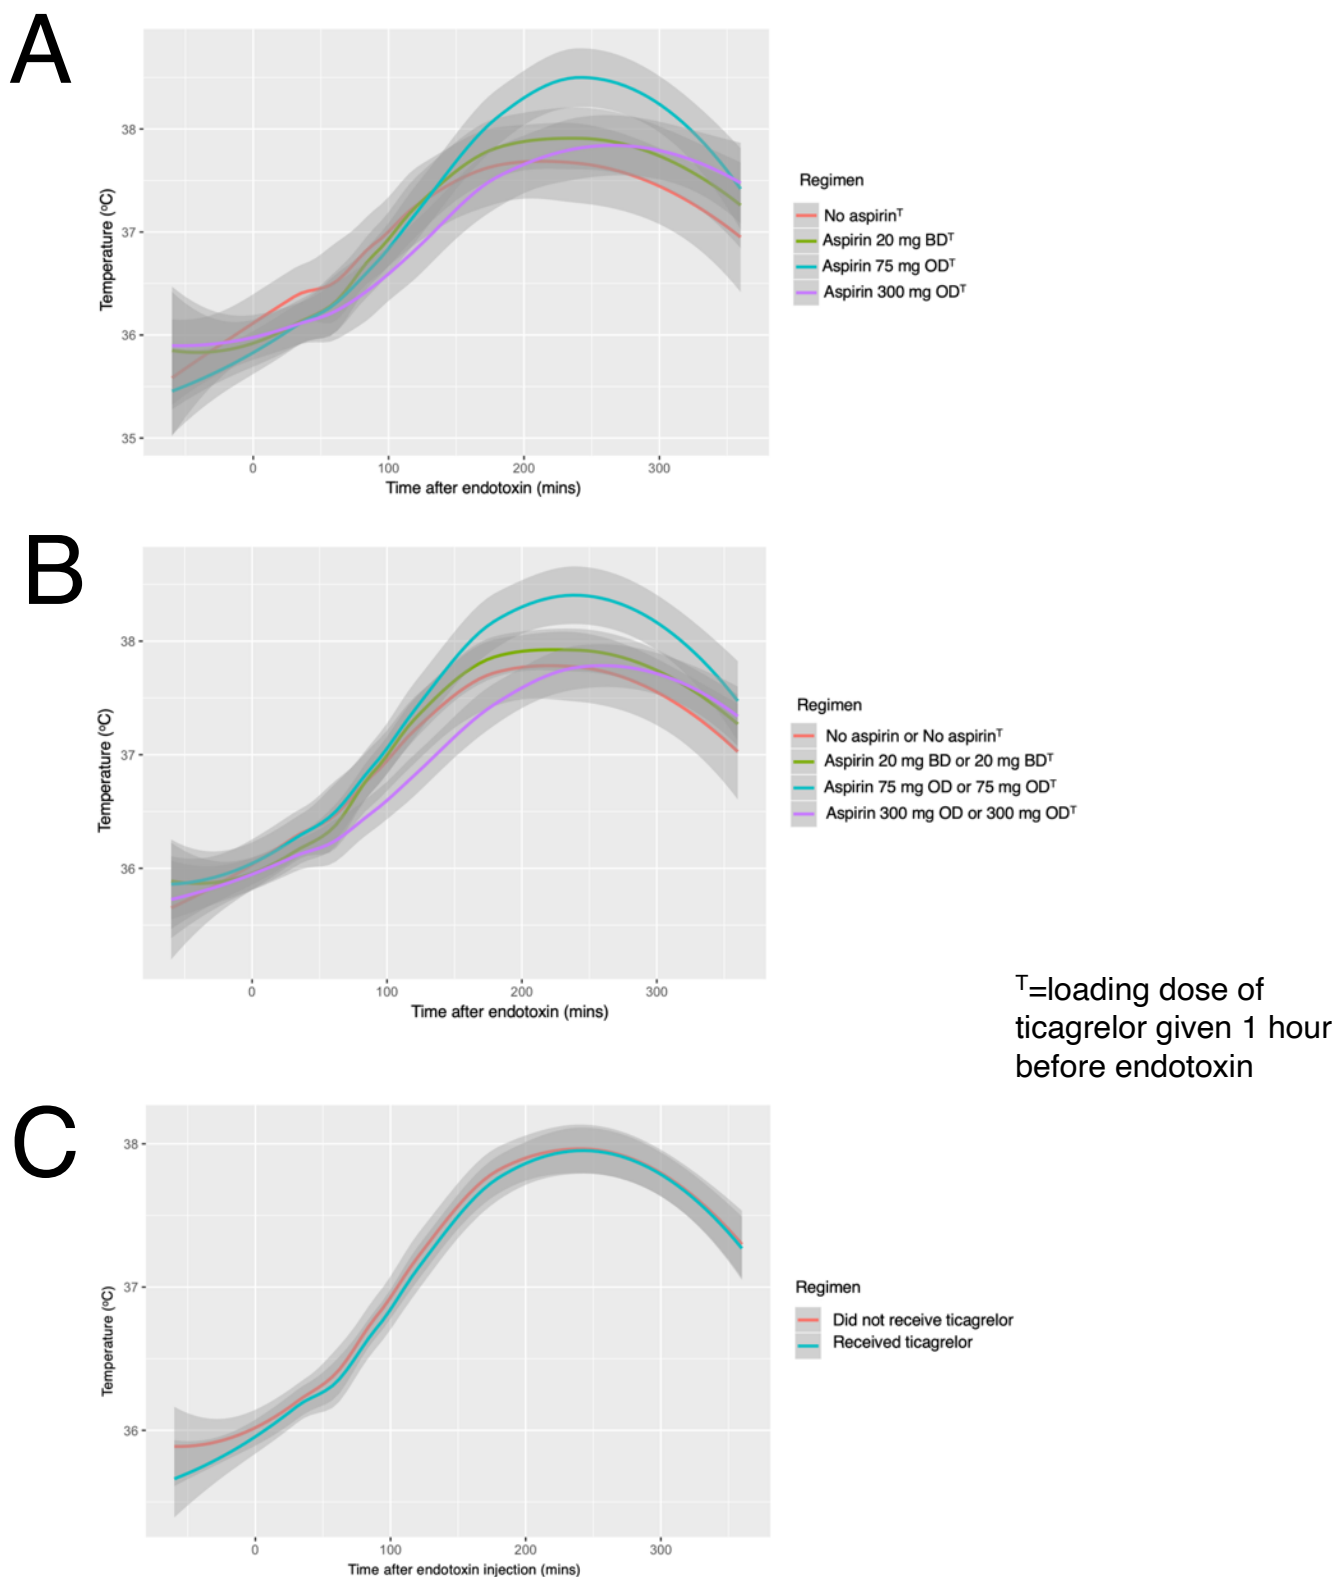 A
38
37
36
35
Temperature (ºC)
0 100 200 300
Time after endotoxin (mins)
Regimen
No aspirinᵀ
Aspirin 20 mg BDᵀ
Aspirin 75 mg ODᵀ
Aspirin 300 mg ODᵀ
B
38
37
36
Temperature (ºC)
0 100 200 300
Time after endotoxin (mins)
Regimen
No aspirin or No aspirinᵀ
Aspirin 20 mg BD or 20 mg BDᵀ
Aspirin 75 mg OD or 75 mg ODᵀ
Aspirin 300 mg OD or 300 mg ODᵀ
ᵀ=loading dose of
ticagrelor given 1 hour
before endotoxin
C
38
37
36
Temperature (ºC)
0 100 200 300
Time after endotoxin injection (mins)
Regimen
Did not receive ticagrelor
Received ticagrelor